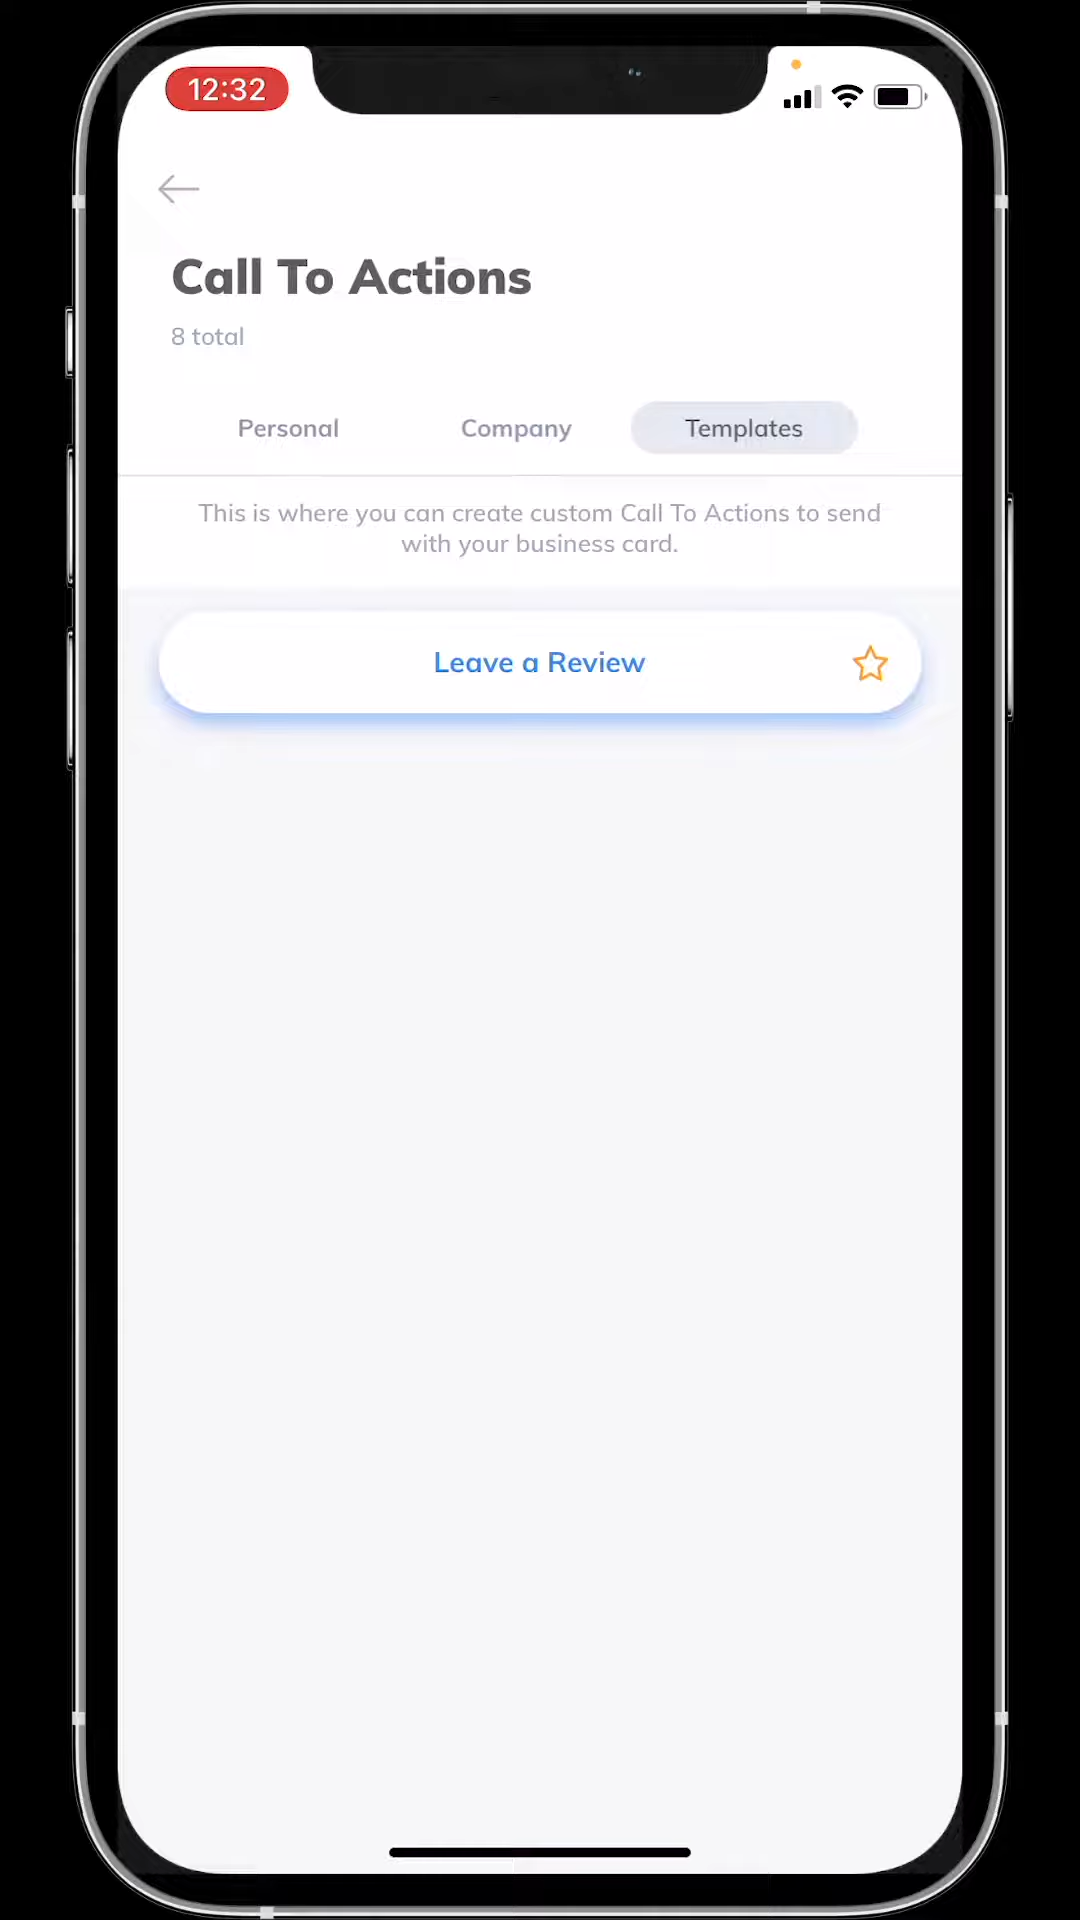 12:32
Call To Actions
8 total
Personal
Company
Templates
This is where you can create custom Call To Actions to send
with your business card.
Leave a Review